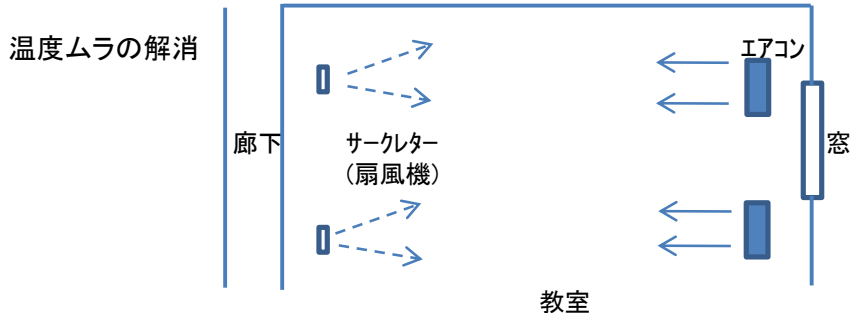 温度ムラの解消
エアコン
廊下
サークレター
(扇風機)
窓
教室